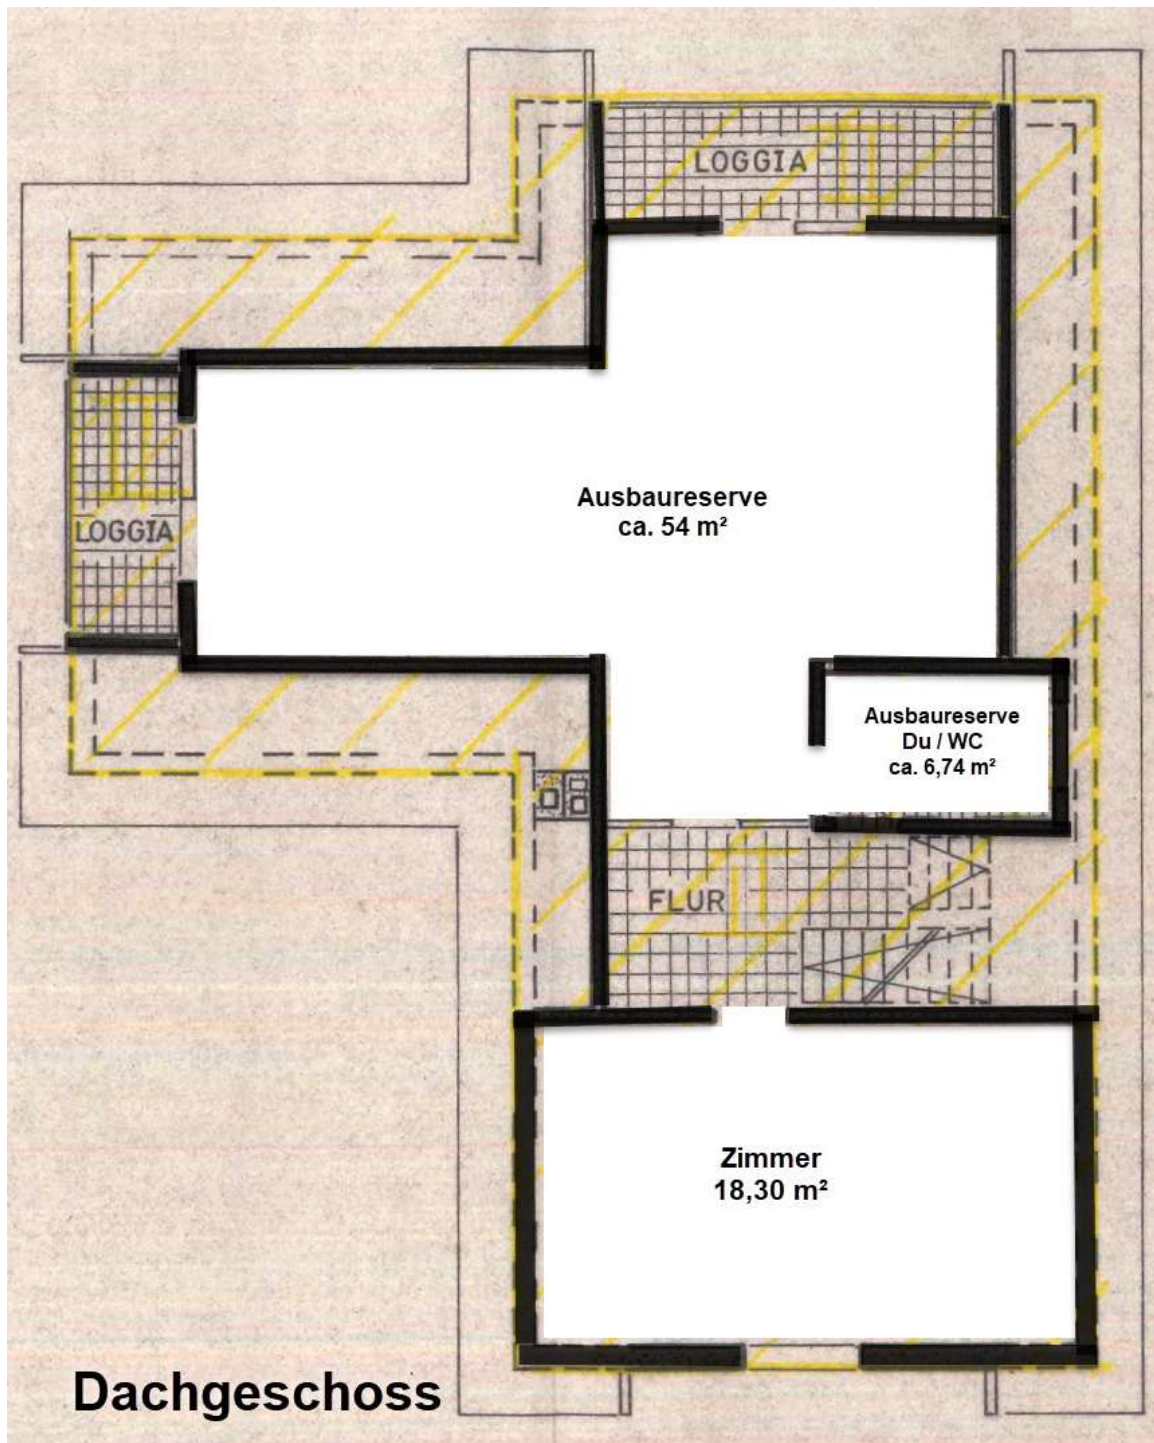 LOGGIA
Ausbaureserve
ca. 54 m²
LOGGIA
Ausbaureserve
Du / WC
ca. 6,74 m²
FLUR
Zimmer
18,30 m²
Dachgeschoss